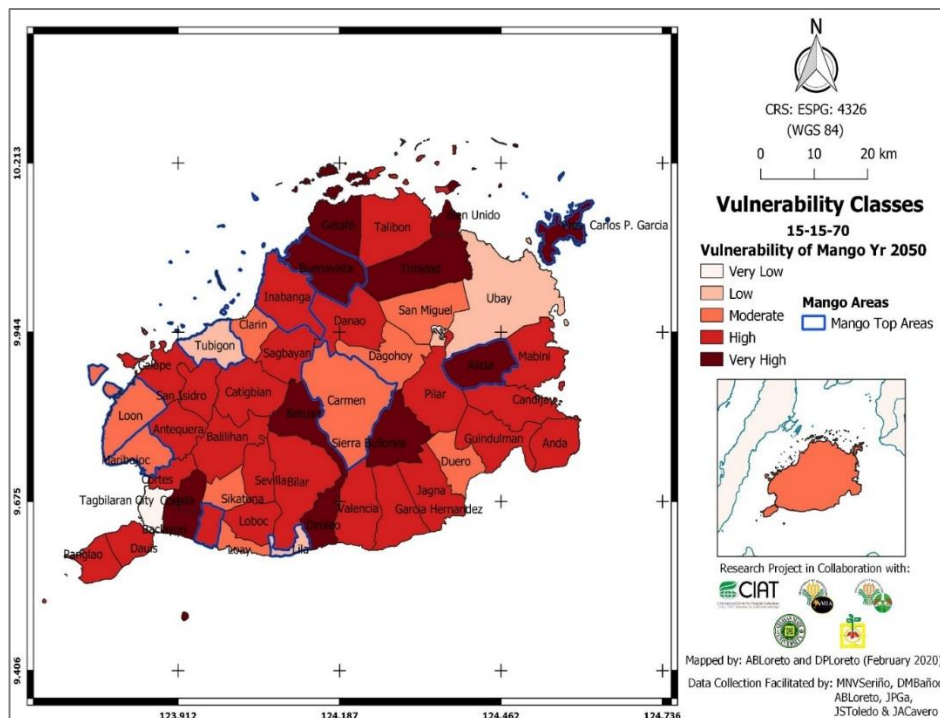 CRS: ESPG: 4326
(WGS 84)
0 10 20 km
Vulnerability Classes
15-15-70
Vulnerability of Mango Yr 2050
Very Low
Low
Moderate
High
Very High
Mango Areas
Mango Top Areas
10.213
9.944
9.675
9.406
123.912
124.187
124.462
124.736
Getafe
Talibon
Bien Unido
Carlos P. Garcia
Buenavista
Trinidad
Inabanga
Ubay
San Miguel
Danao
Clarin
Tubigon
Dagohoy
Sagbayan
Alicia
Mabini
Calape
San Isidro
Catigbian
Carmen
Pilar
Candijay
Loon
Batuan
Antequera
Balilihan
Sierra Bullones
Guindulman
Anda
Maribojoc
Duero
Cortes
Sevilla
Bilar
Sikatuna
Jagna
Tagbilaran City
Corella
Valencia
Garcia Hernandez
Loboc
Dimiao
Baclayon
Dauis
Panglao
Loay
Lila
Research Project in Collaboration with:
CIAT
Mapped by: ABLoreto and DPLoreto (February 2020)
Data Collection Facilitated by: MNVSeriño, DMBaños
ABLoreto, JPGa,
JSToledo & JACavero